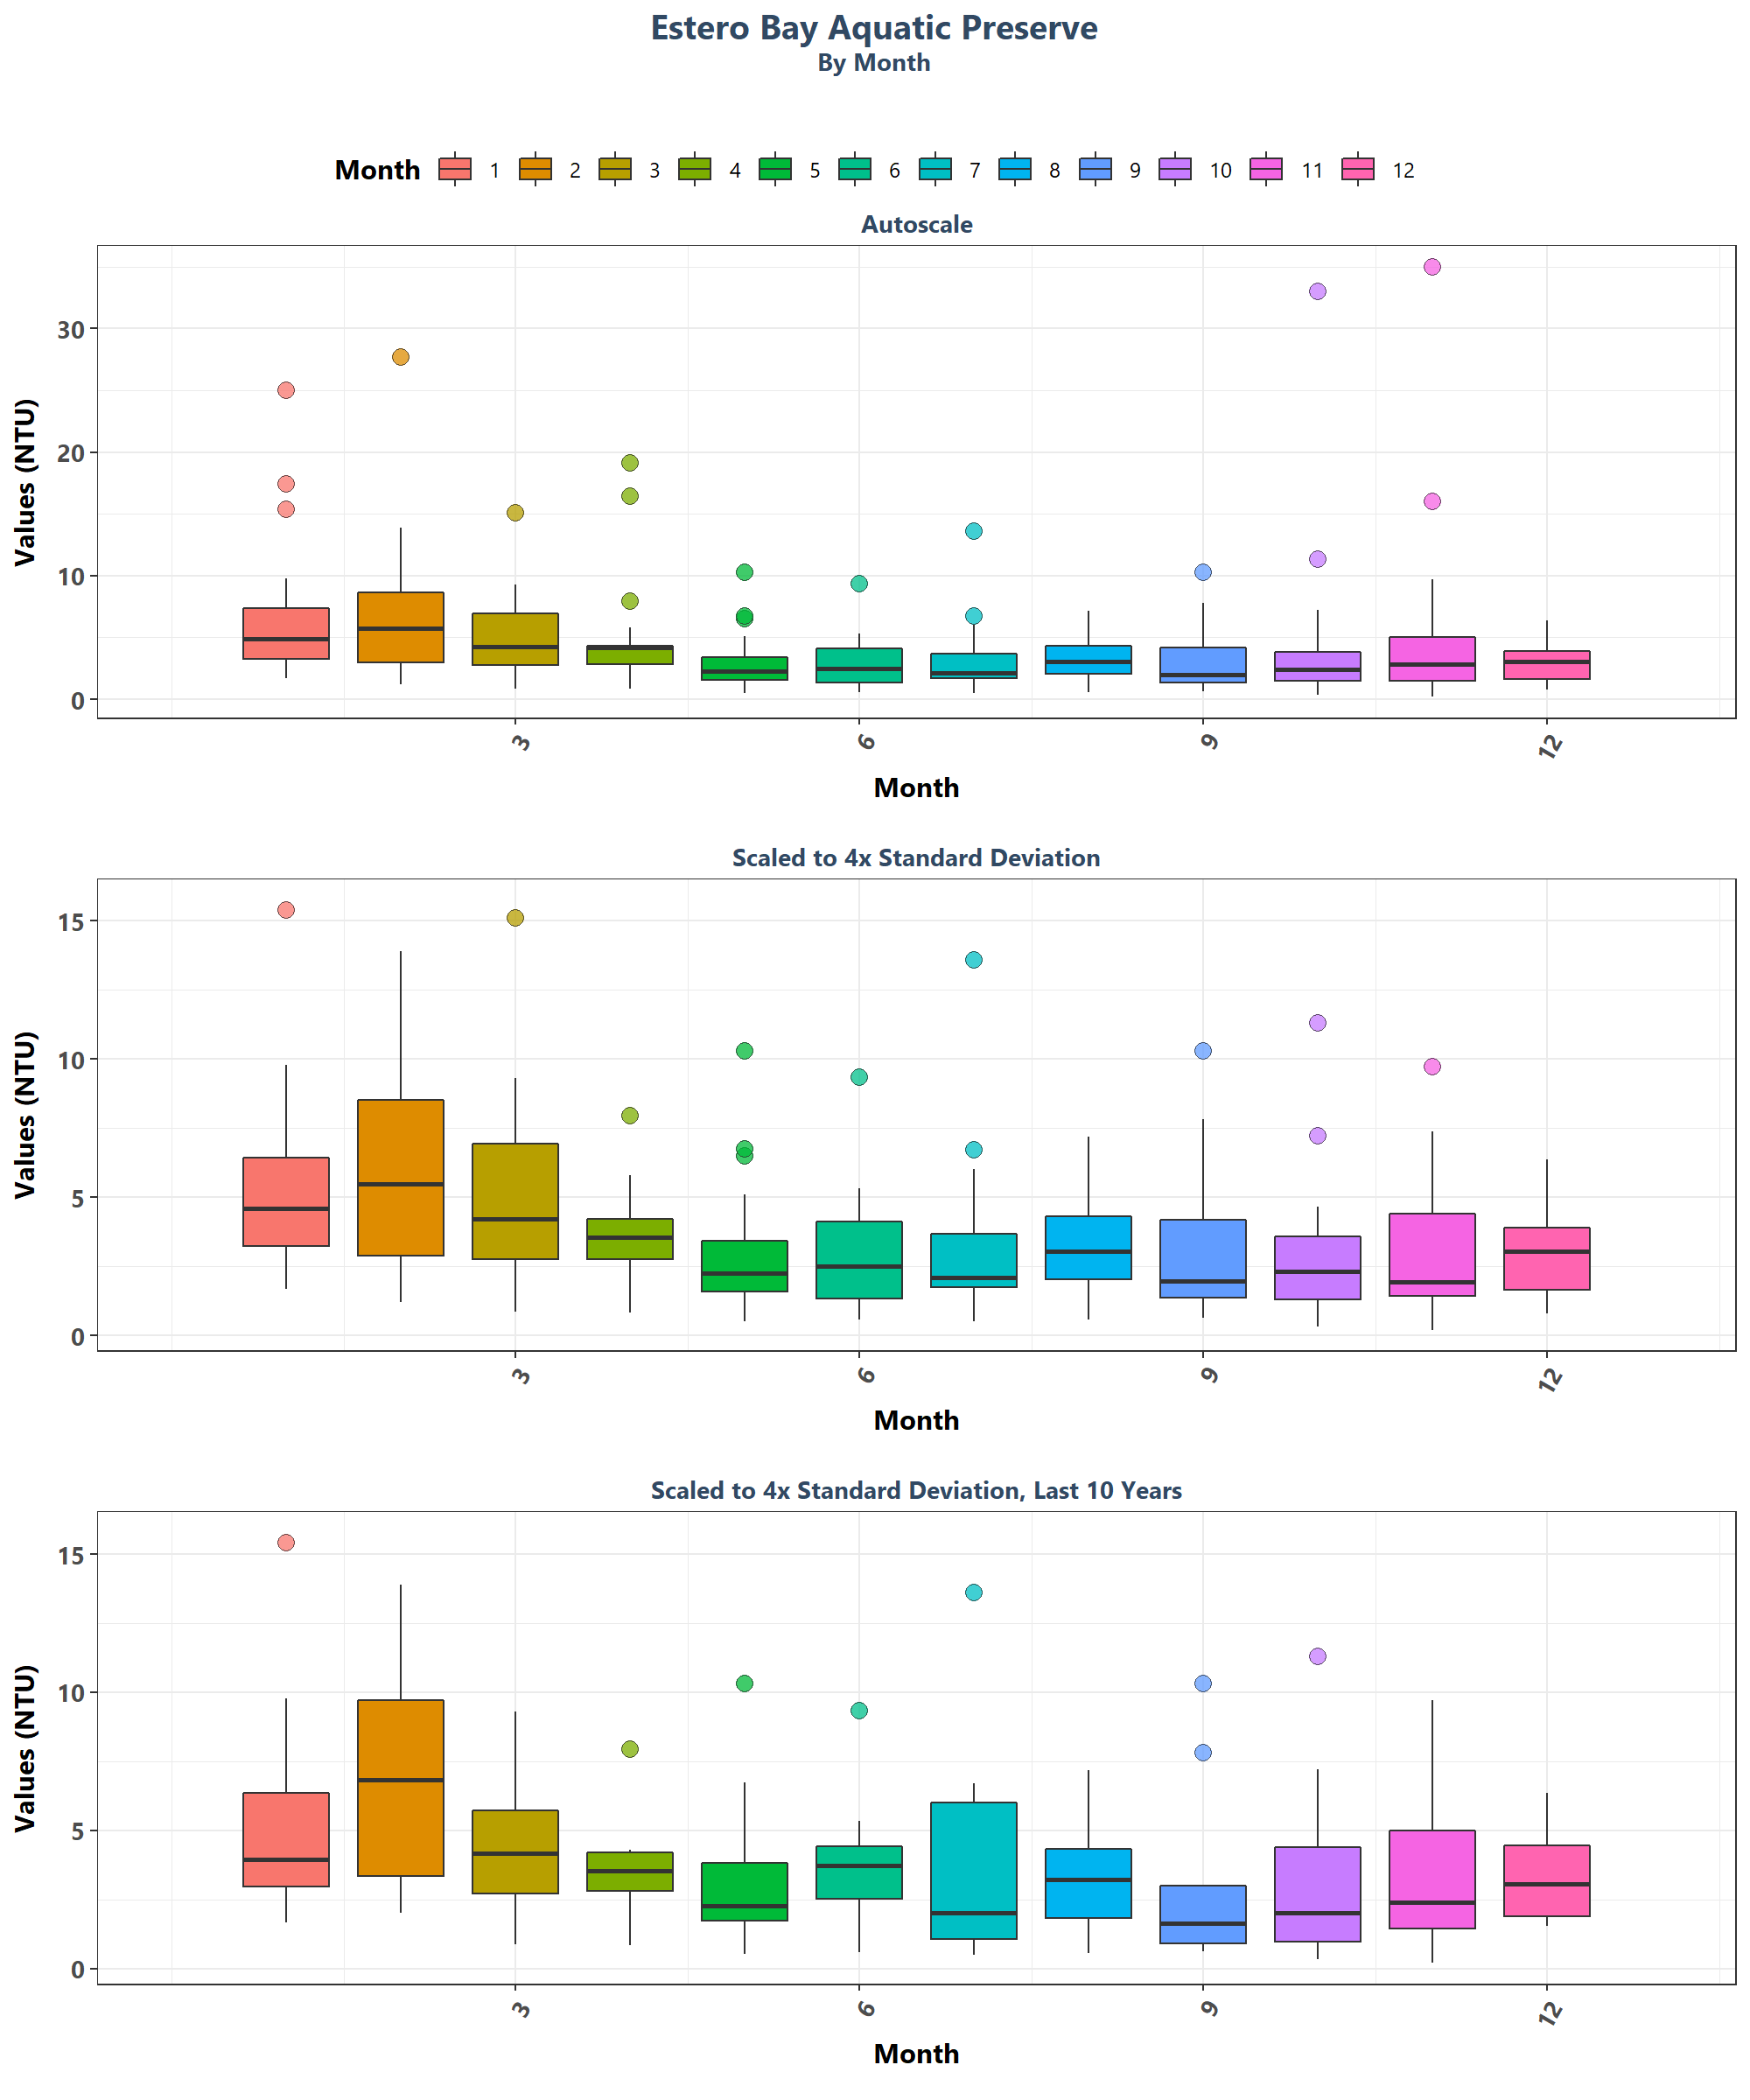 Estero Bay Aquatic Preserve
By Month
Month 1 2 3 4 5 6 7 8 9 10 11 12
Autoscale
Values (NTU)
30
20
10
0
3 6 9 12
Month
Scaled to 4x Standard Deviation
Values (NTU)
15
10
5
0
3 6 9 12
Month
Scaled to 4x Standard Deviation, Last 10 Years
Values (NTU)
15
10
5
0
3 6 9 12
Month